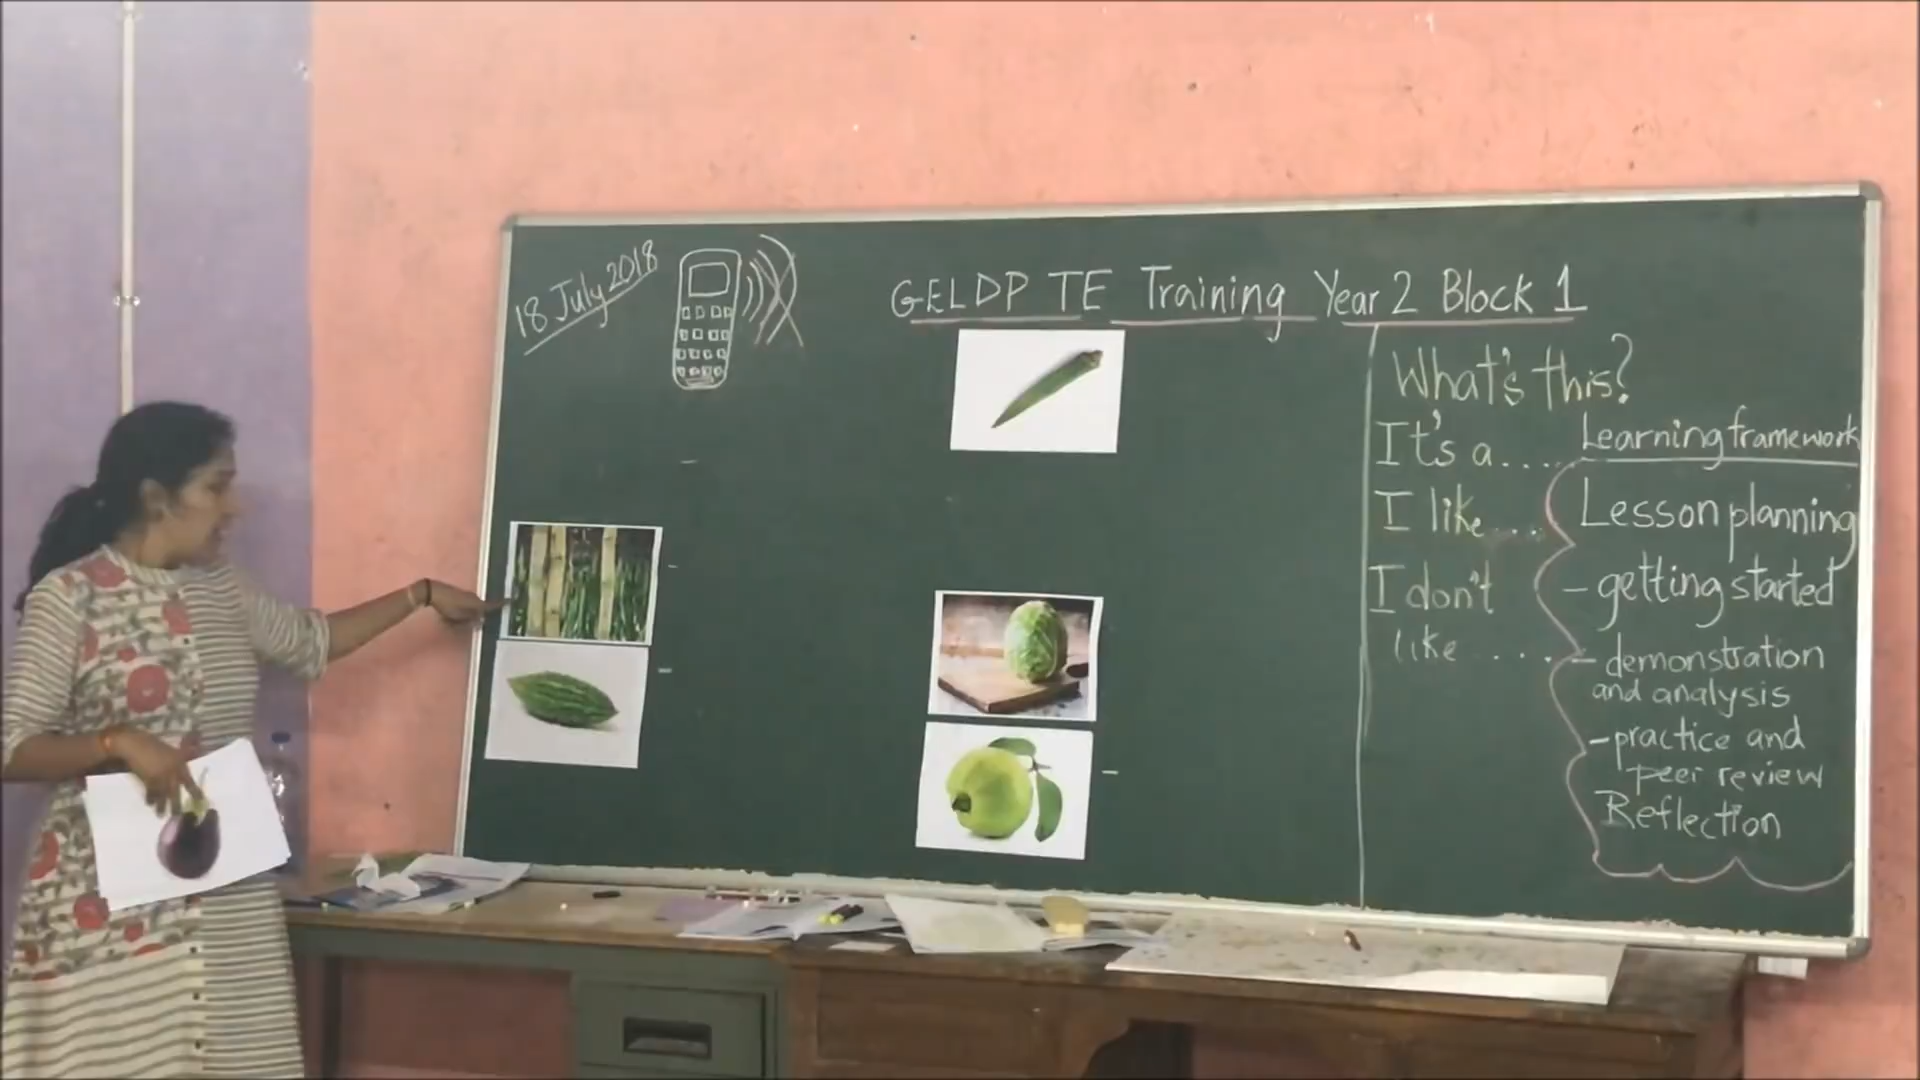 18 July 2018
GELDP TE Training Year 2 Block 1
What's this?
It's a....
I like....
I don't
like ....
Learning framework
Lesson planning
- getting started
- demonstration
and analysis
- practice and
peer review
Reflection